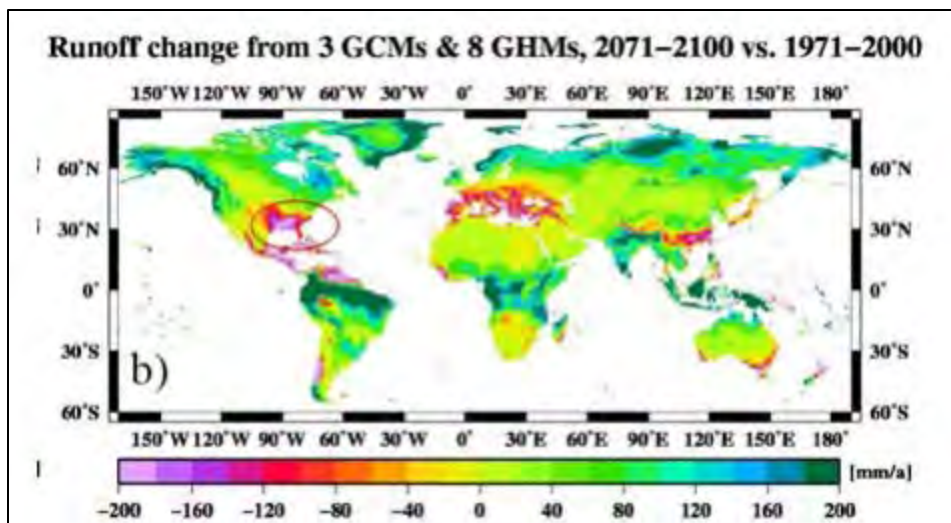 Runoff change from 3 GCMs & 8 GHMs, 2071–2100 vs. 1971–2000
150˚W 120˚W 90˚W 60˚W 30˚W 0˚ 30˚E 60˚E 90˚E 120˚E 150˚E 180˚
60˚N 60˚N
30˚N 30˚N
0˚ 0˚
30˚S 30˚S
b)
60˚S 60˚S
150˚W 120˚W 90˚W 60˚W 30˚W 0˚ 30˚E 60˚E 90˚E 120˚E 150˚E 180˚
[mm/a]
−200 −160 −120 −80 −40 0 40 80 120 160 200